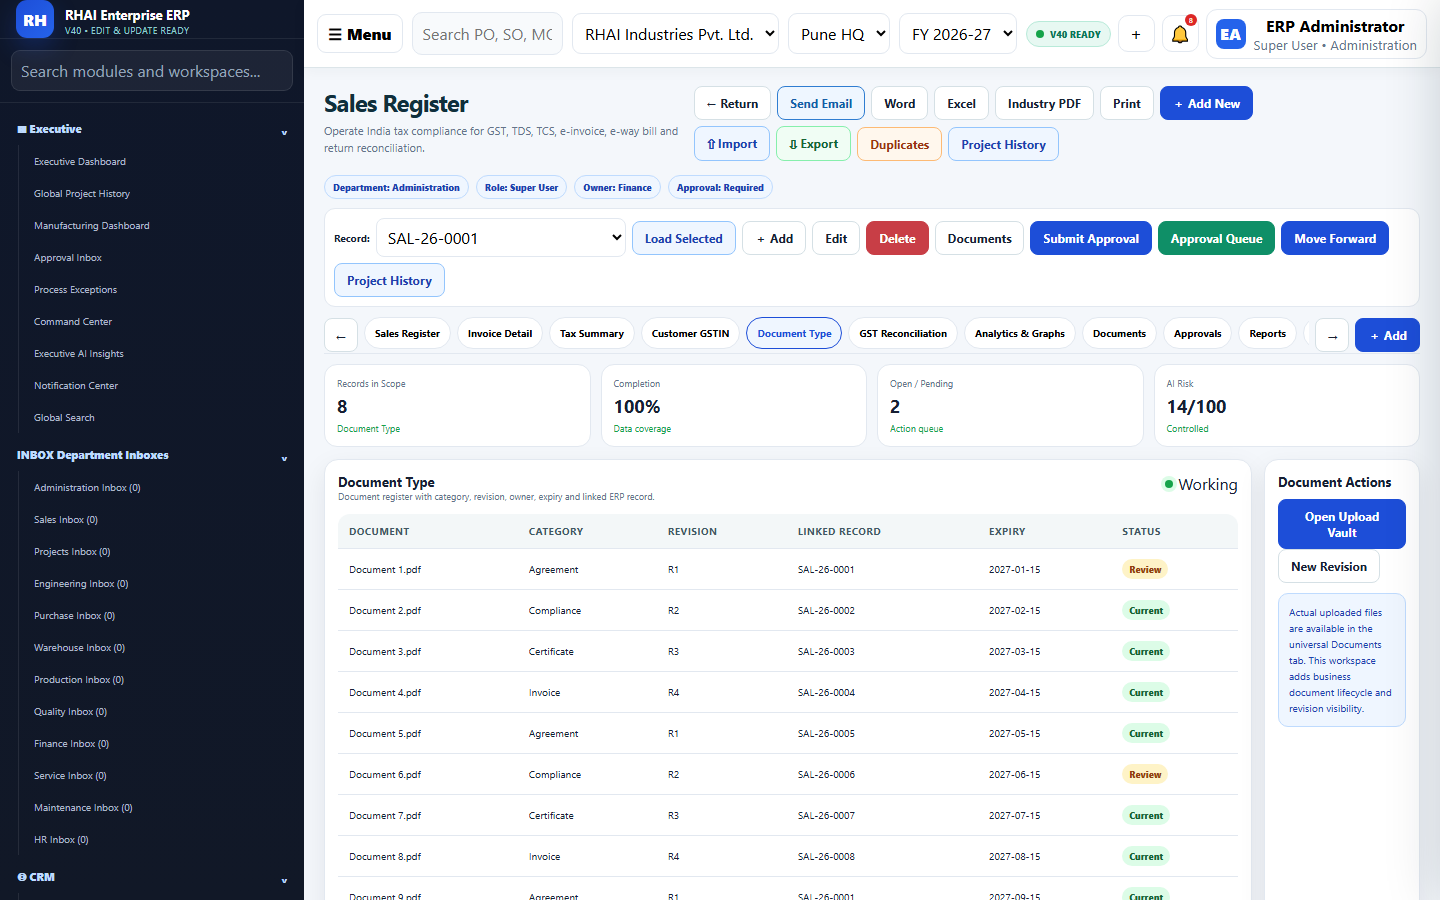 RH
RHAI Enterprise ERP
V40 • EDIT & UPDATE READY
Search modules and workspaces...
Executive
Executive Dashboard
Global Project History
Manufacturing Dashboard
Approval Inbox
Process Exceptions
Command Center
Executive AI Insights
Notification Center
Global Search
INBOX Department Inboxes
Administration Inbox (0)
Sales Inbox (0)
Projects Inbox (0)
Engineering Inbox (0)
Purchase Inbox (0)
Warehouse Inbox (0)
Production Inbox (0)
Quality Inbox (0)
Finance Inbox (0)
Service Inbox (0)
Maintenance Inbox (0)
HR Inbox (0)
CRM
☰ Menu
Search PO, SO, MO
RHAI Industries Pvt. Ltd.
Pune HQ
FY 2026-27
V40 READY
+
8
EA
ERP Administrator
Super User • Administration
Sales Register
Operate India tax compliance for GST, TDS, TCS, e-invoice, e-way bill and
return reconciliation.
← Return
Send Email
Word
Excel
Industry PDF
Print
+ Add New
⇧ Import
⇩ Export
Duplicates
Project History
Department: Administration
Role: Super User
Owner: Finance
Approval: Required
Record:
SAL-26-0001
Load Selected
+ Add
Edit
Delete
Documents
Submit Approval
Approval Queue
Move Forward
Project History
←
Sales Register
Invoice Detail
Tax Summary
Customer GSTIN
Document Type
GST Reconciliation
Analytics & Graphs
Documents
Approvals
Reports
→
+ Add
Records in Scope
8
Document Type
Completion
100%
Data coverage
Open / Pending
2
Action queue
AI Risk
14/100
Controlled
Document Type
Document register with category, revision, owner, expiry and linked ERP record.
Working
DOCUMENT CATEGORY REVISION LINKED RECORD EXPIRY STATUS
Document 1.pdf Agreement R1 SAL-26-0001 2027-01-15 Review
Document 2.pdf Compliance R2 SAL-26-0002 2027-02-15 Current
Document 3.pdf Certificate R3 SAL-26-0003 2027-03-15 Current
Document 4.pdf Invoice R4 SAL-26-0004 2027-04-15 Current
Document 5.pdf Agreement R1 SAL-26-0005 2027-05-15 Current
Document 6.pdf Compliance R2 SAL-26-0006 2027-06-15 Review
Document 7.pdf Certificate R3 SAL-26-0007 2027-07-15 Current
Document 8.pdf Invoice R4 SAL-26-0008 2027-08-15 Current
Document 9.pdf Agreement R1 SAL-26-0001 2027-09-15 Current
Document Actions
Open Upload
Vault
New Revision
Actual uploaded files
are available in the
universal Documents
tab. This workspace
adds business
document lifecycle and
revision visibility.